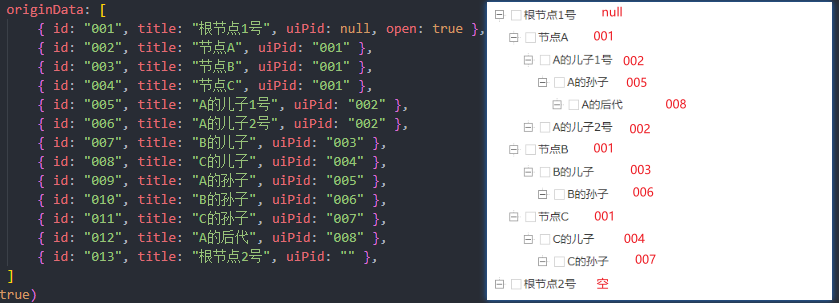 originData: [
{ id: "001", title: "根节点1号", uiPid: null, open: true },
{ id: "002", title: "节点A", uiPid: "001" },
{ id: "003", title: "节点B", uiPid: "001" },
{ id: "004", title: "节点C", uiPid: "001" },
{ id: "005", title: "A的儿子1号", uiPid: "002" },
{ id: "006", title: "A的儿子2号", uiPid: "002" },
{ id: "007", title: "B的儿子", uiPid: "003" },
{ id: "008", title: "C的儿子", uiPid: "004" },
{ id: "009", title: "A的孙子", uiPid: "005" },
{ id: "010", title: "B的孙子", uiPid: "006" },
{ id: "011", title: "C的孙子", uiPid: "007" },
{ id: "012", title: "A的后代", uiPid: "008" },
{ id: "013", title: "根节点2号", uiPid: "" },
]
true)
根节点1号 null
节点A 001
A的儿子1号 002
A的孙子 005
A的后代 008
A的儿子2号 002
节点B 001
B的儿子 003
B的孙子 006
节点C 001
C的儿子 004
C的孙子 007
根节点2号 空